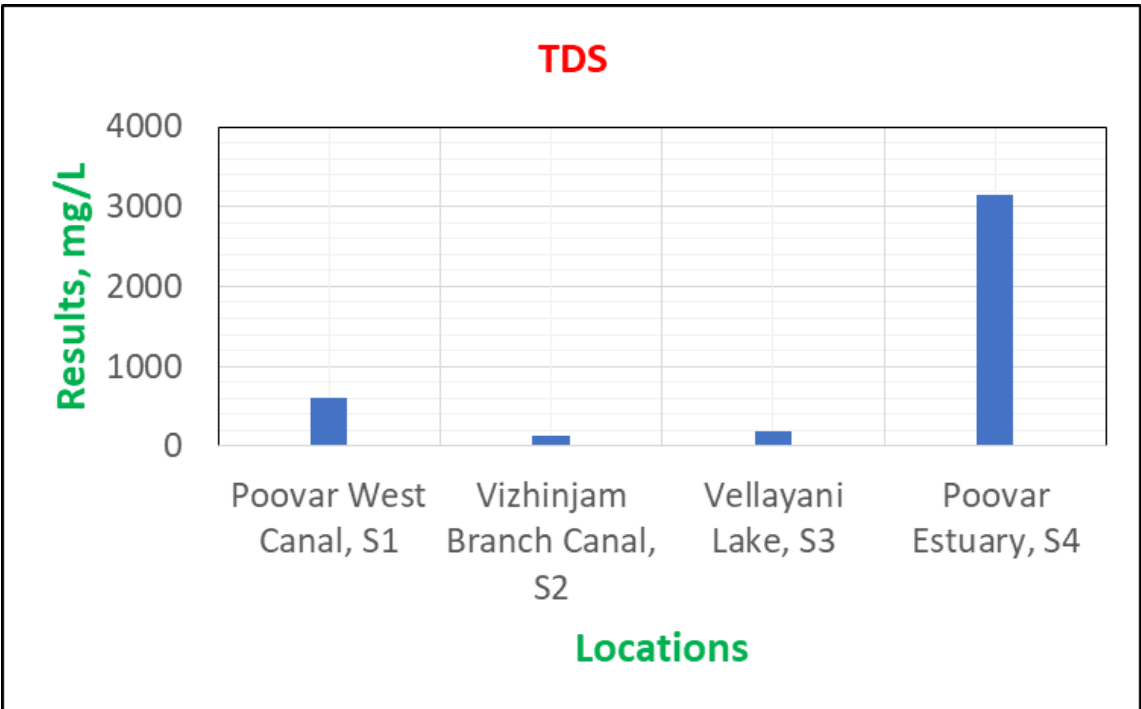 TDS
Results, mg/L
4000
3000
2000
1000
0
Poovar West
Canal, S1
Vizhinjam
Branch Canal,
S2
Vellayani
Lake, S3
Poovar
Estuary, S4
Locations